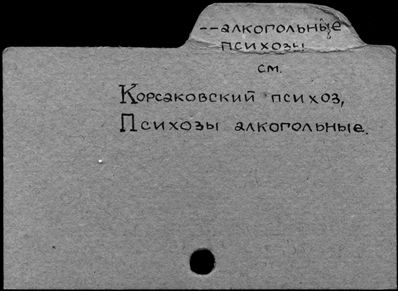 --алкогольные
психозы
см.
Корсаковский психоз,
Психозы алкогольные.